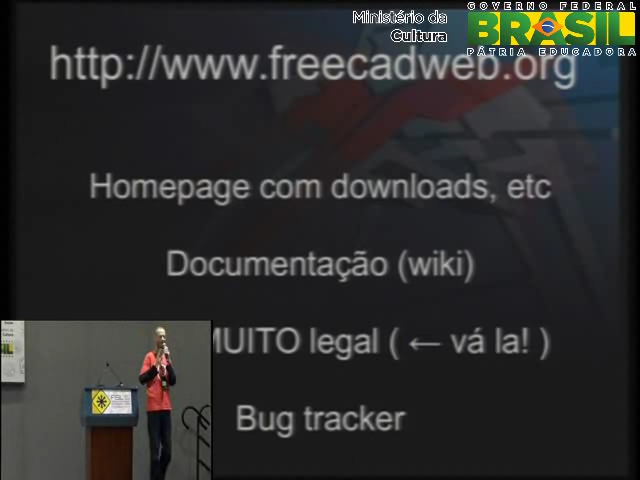 Ministério da
Cultura
GOVERNO FEDERAL
BRASIL
PÁTRIA EDUCADORA
http://www.freecadweb.org
Homepage com downloads, etc
Documentação (wiki)
MUITO legal ( ← vá la! )
Bug tracker